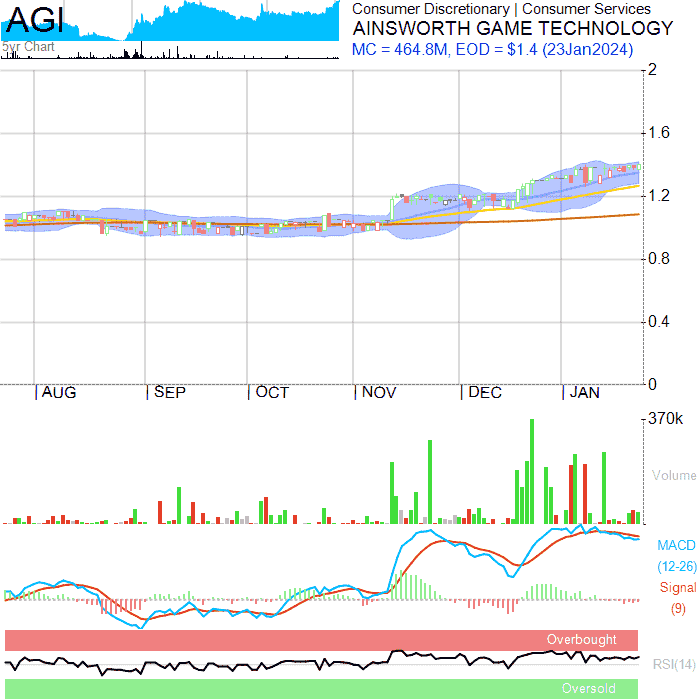 AGI
5yr Chart
Consumer Discretionary | Consumer Services
AINSWORTH GAME TECHNOLOGY
MC = 464.8M, EOD = $1.4 (23Jan2024)
2
1.6
1.2
0.8
0.4
0
| AUG | SEP | OCT | NOV | DEC | JAN
370k
Volume
MACD
(12-26)
Signal
(9)
Overbought
RSI(14)
Oversold